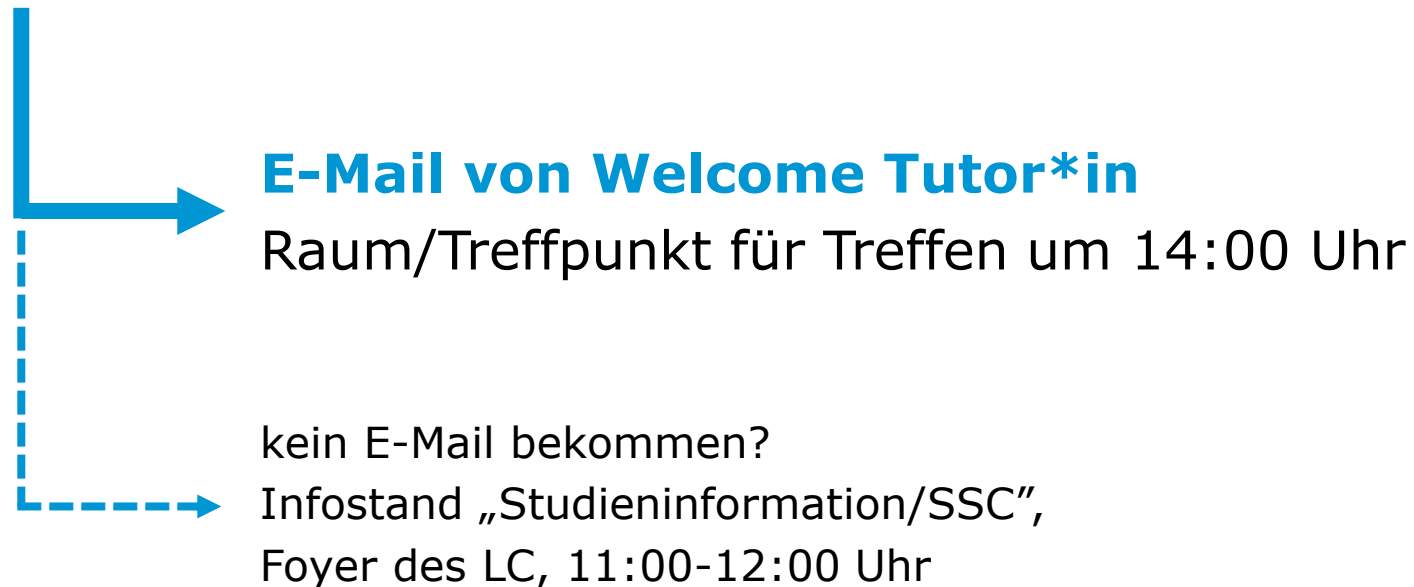 E-Mail von Welcome Tutor*in
Raum/Treffpunkt für Treffen um 14:00 Uhr
kein E-Mail bekommen?
Infostand „Studieninformation/SSC”,
Foyer des LC, 11:00-12:00 Uhr